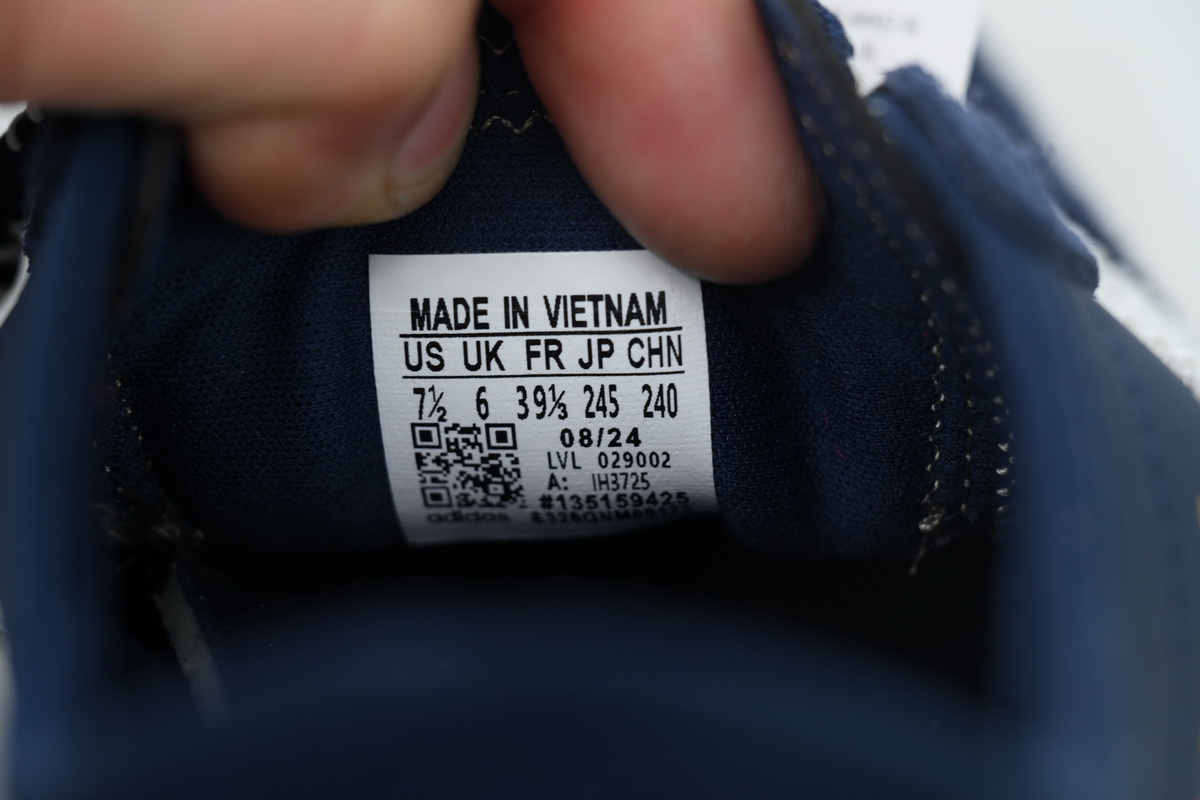 MADE IN VIETNAM
US UK FR JP CHN
7½ 6 39⅓ 245 240
08/24
LVL 029002
A: IH3725
#135159425
adidas